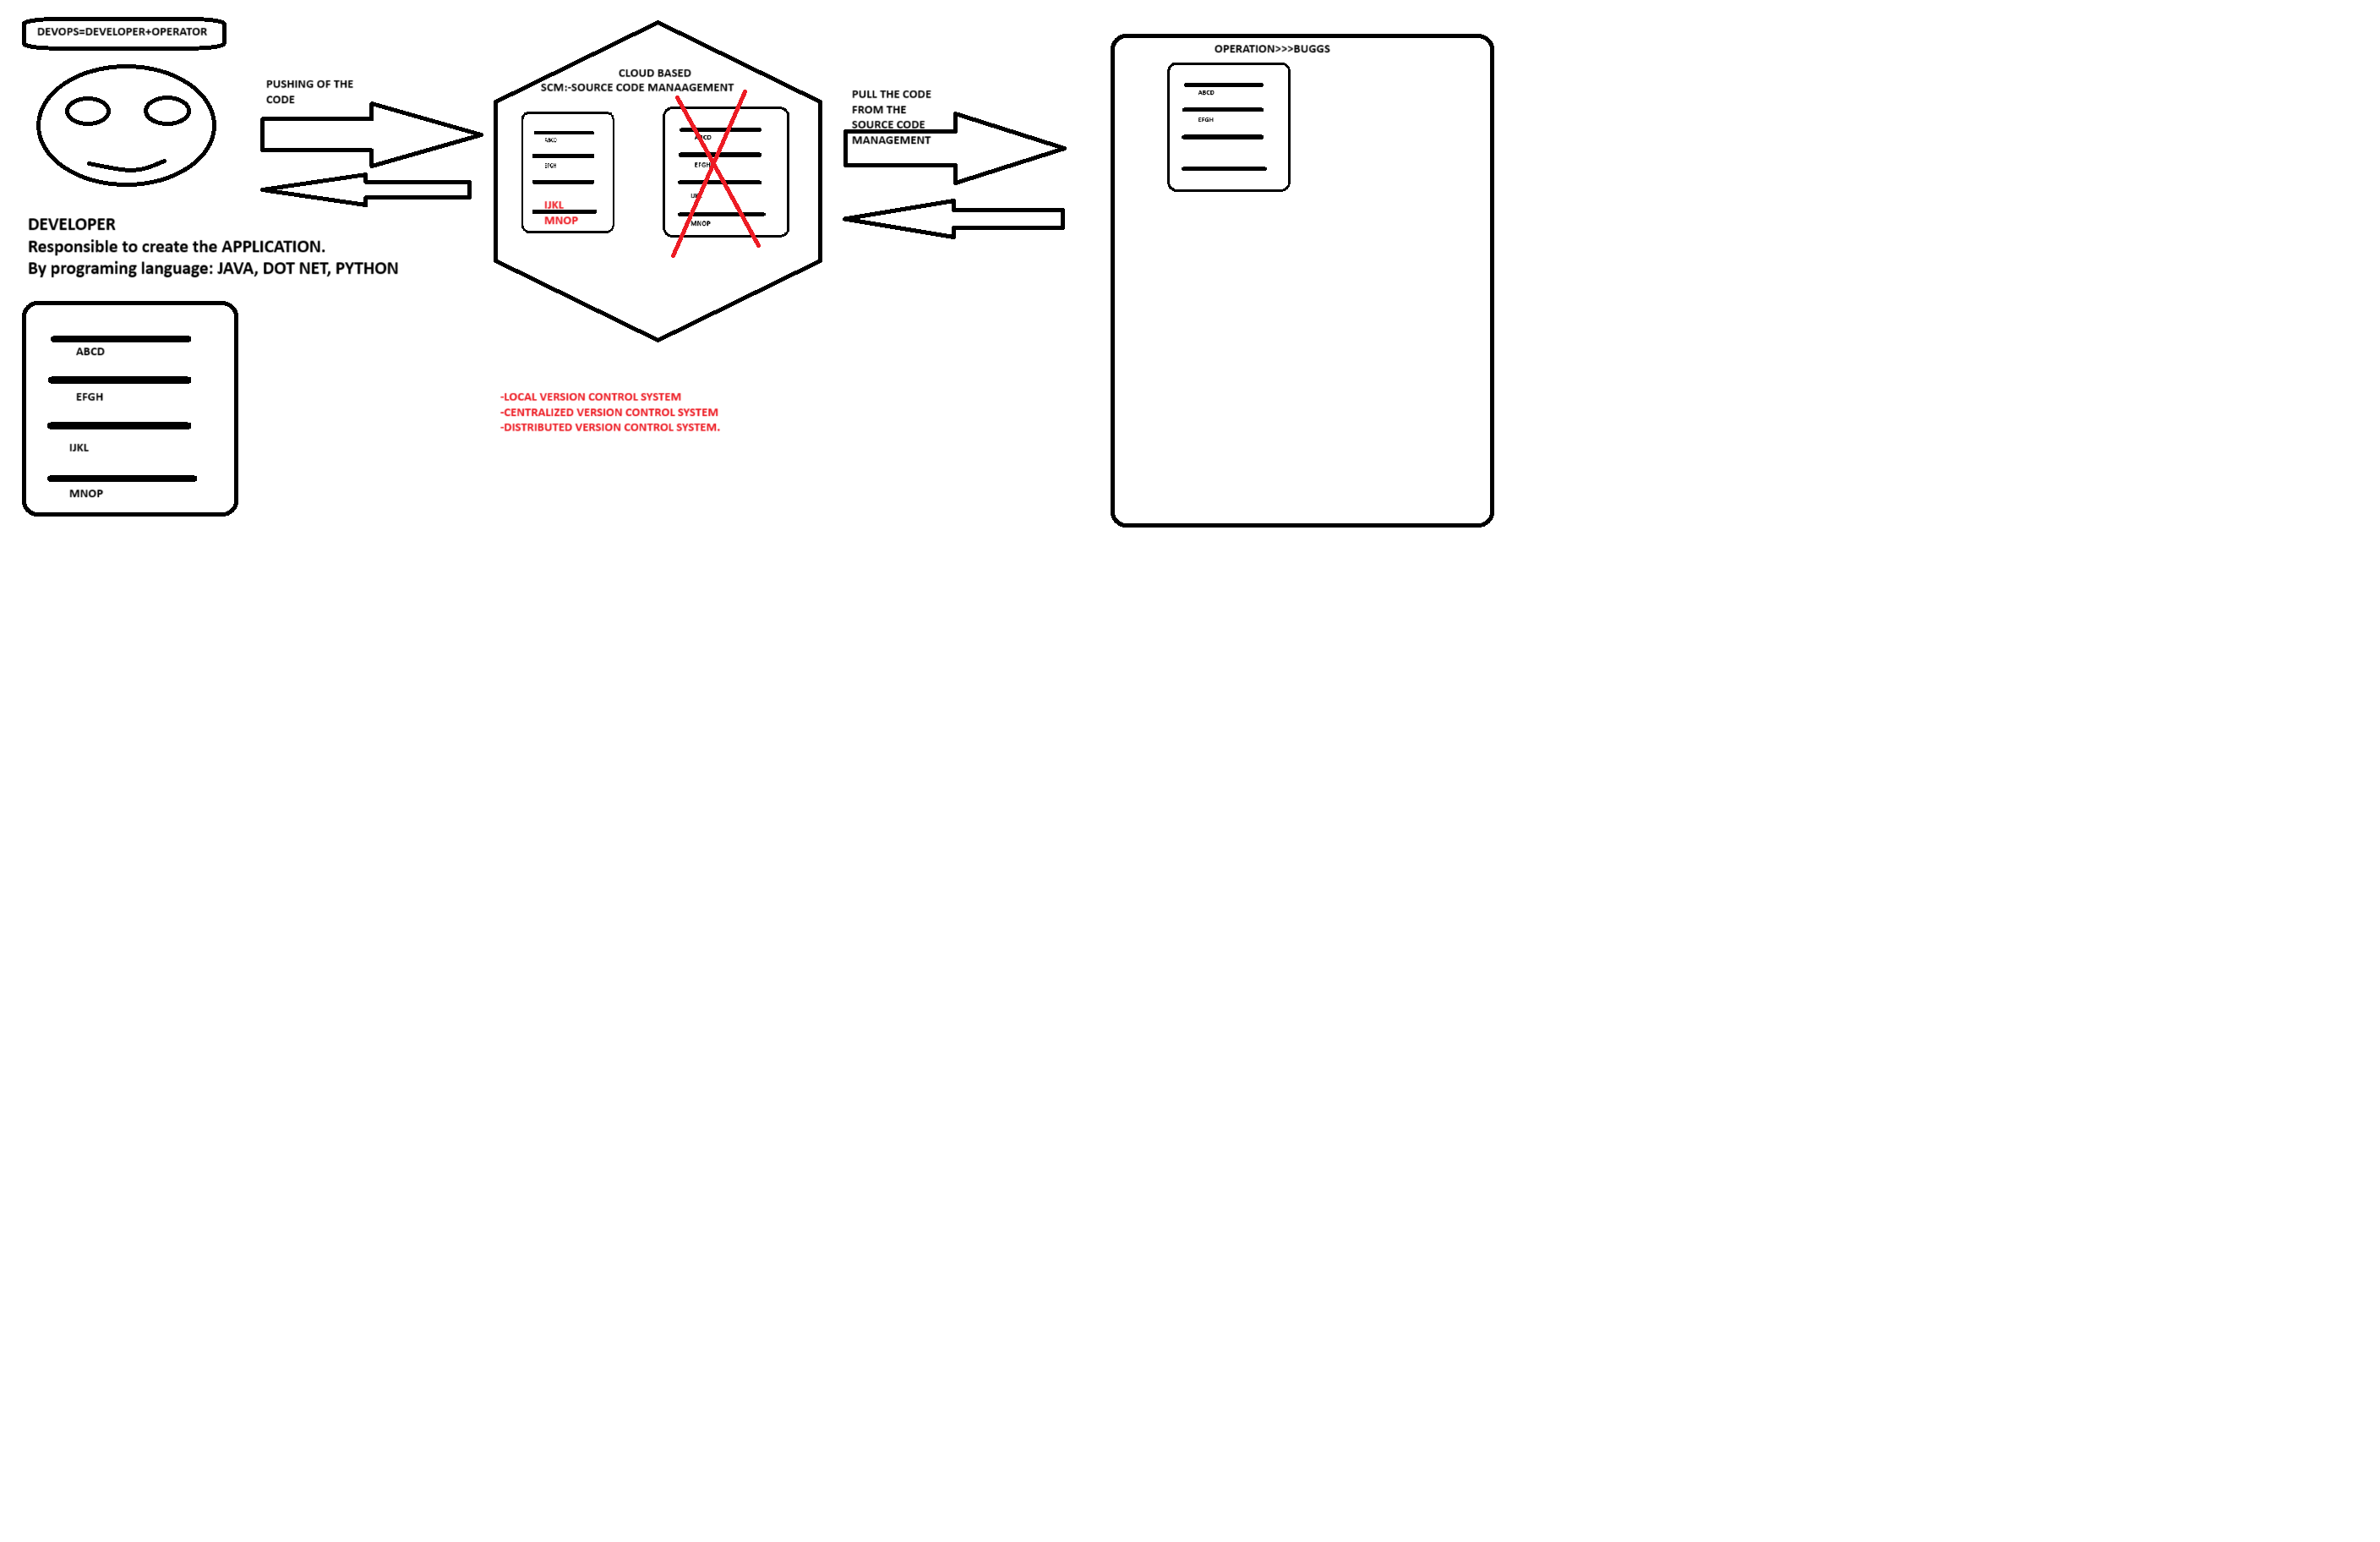 DEVOPS=DEVELOPER+OPERATOR
PUSHING OF THE
CODE
DEVELOPER
Responsible to create the APPLICATION.
By programing language: JAVA, DOT NET, PYTHON
ABCD
EFGH
IJKL
MNOP
CLOUD BASED
SCM:-SOURCE CODE MANAAGEMENT
ABCD
EFGH
IJKL
MNOP
ABCD
EFGH
IJKL
MNOP
-LOCAL VERSION CONTROL SYSTEM
-CENTRALIZED VERSION CONTROL SYSTEM
-DISTRIBUTED VERSION CONTROL SYSTEM.
PULL THE CODE
FROM THE
SOURCE CODE
MANAGEMENT
OPERATION>>>BUGGS
ABCD
EFGH